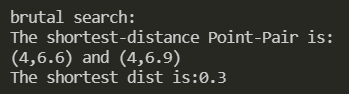 brutal search:
The shortest-distance Point-Pair is:
(4,6.6) and (4,6.9)
The shortest dist is:0.3